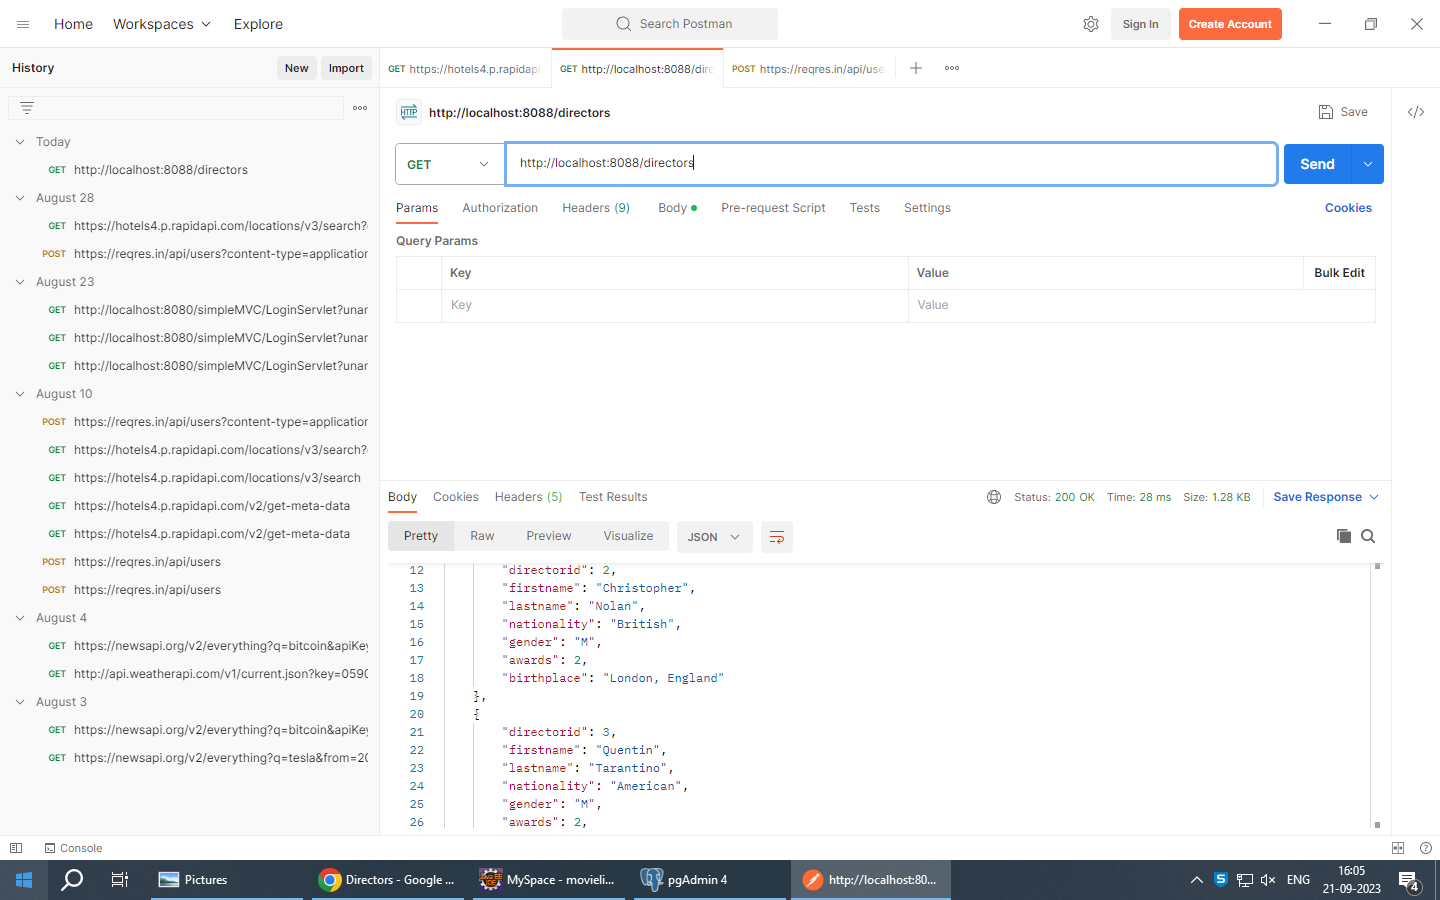 Home Workspaces Explore Search Postman Sign In Create Account
History New Import
GET https://hotels4.p.rapidapi GET http://localhost:8088/dire POST https://reqres.in/api/use
HTTP http://localhost:8088/directors Save
Today
GET http://localhost:8088/directors
August 28
GET https://hotels4.p.rapidapi.com/locations/v3/search?
POST https://reqres.in/api/users?content-type=application
August 23
GET http://localhost:8080/simpleMVC/LoginServlet?unar
GET http://localhost:8080/simpleMVC/LoginServlet?unar
GET http://localhost:8080/simpleMVC/LoginServlet?unar
August 10
POST https://reqres.in/api/users?content-type=application
GET https://hotels4.p.rapidapi.com/locations/v3/search?
GET https://hotels4.p.rapidapi.com/locations/v3/search
GET https://hotels4.p.rapidapi.com/v2/get-meta-data
GET https://hotels4.p.rapidapi.com/v2/get-meta-data
POST https://reqres.in/api/users
POST https://reqres.in/api/users
August 4
GET https://newsapi.org/v2/everything?q=bitcoin&apiKey
GET http://api.weatherapi.com/v1/current.json?key=0590
August 3
GET https://newsapi.org/v2/everything?q=bitcoin&apiKey
GET https://newsapi.org/v2/everything?q=tesla&from=20
GET http://localhost:8088/directors Send
Params Authorization Headers (9) Body Pre-request Script Tests Settings Cookies
Query Params
Key Value Bulk Edit
Key Value
Body Cookies Headers (5) Test Results Status: 200 OK Time: 28 ms Size: 1.28 KB Save Response
Pretty Raw Preview Visualize JSON
12 "directorid": 2,
13 "firstname": "Christopher",
14 "lastname": "Nolan",
15 "nationality": "British",
16 "gender": "M",
17 "awards": 2,
18 "birthplace": "London, England"
19 },
20 {
21 "directorid": 3,
22 "firstname": "Quentin",
23 "lastname": "Tarantino",
24 "nationality": "American",
25 "gender": "M",
26 "awards": 2,
Console
Pictures Directors - Google ... MySpace - movieli... pgAdmin 4 http://localhost:80... ENG 16:05
21-09-2023 4